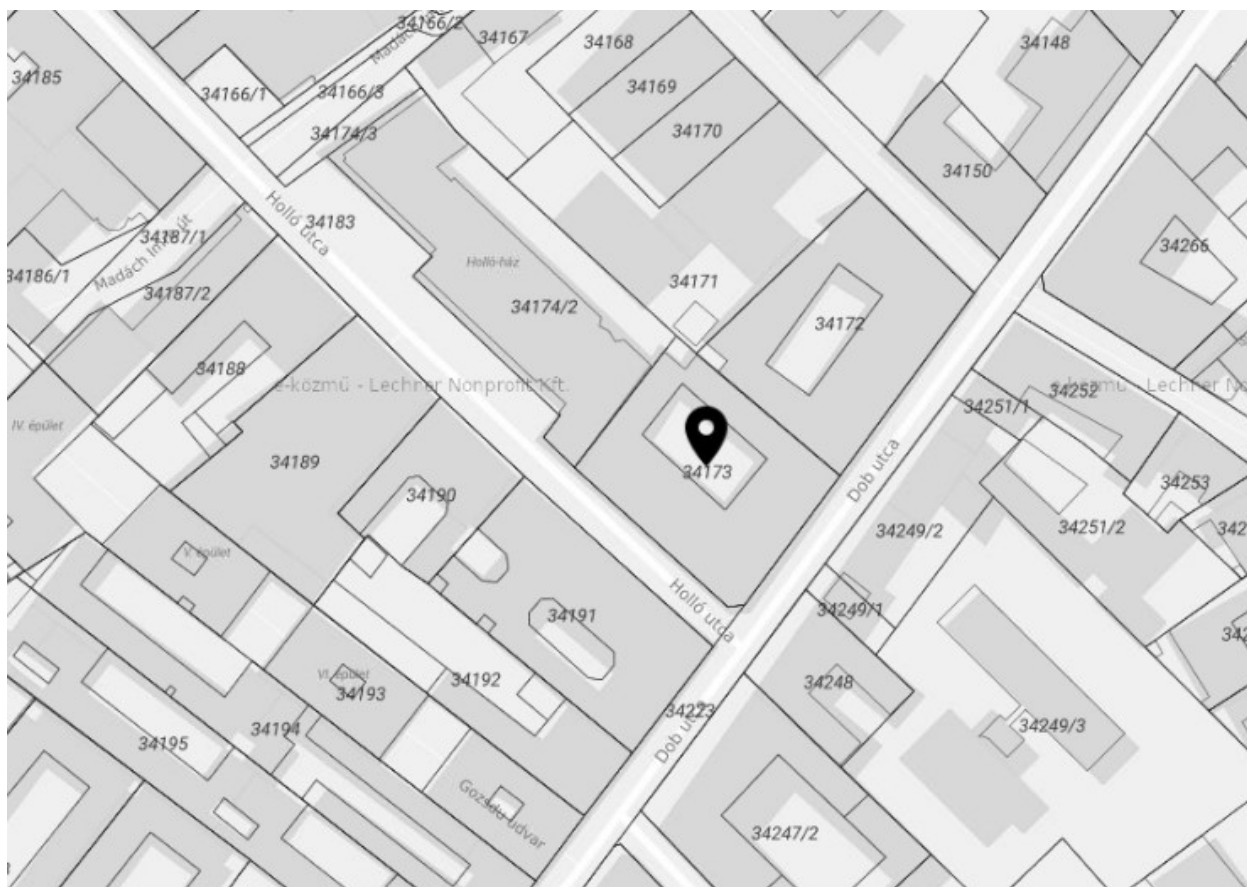 34166/2
34167
34168
34148
Madách
34185
34166/1
34166/3
34169
34174/3
34170
34150
Holló utca
34183
34187/1
Madách Imre út
34186/1
34187/2
Holló-ház
34171
34174/2
34172
34266
34188
e-közmű - Lechner Nonprofit Kft.
e-közmű - Lechner No
34252
34251/1
IV. épület
34189
34173
Dob utca
34253
34190
34249/2
34251/2
V. épület
34191
Holló utca
34249/1
VI. épület
34193
34192
34248
34223
Dob utca
34194
34195
34249/3
Gozsdu udvar
34247/2